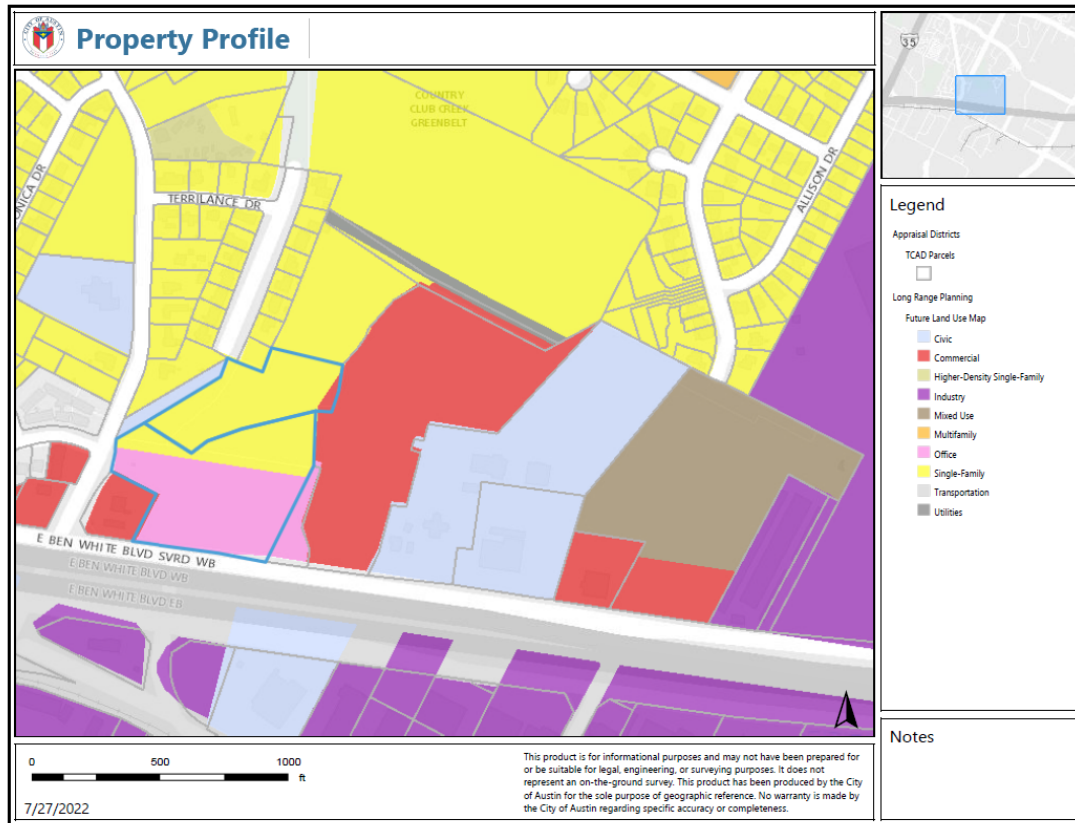 CITY OF AUSTIN
Property Profile
35
COUNTRY
CLUB CREEK
GREENBELT
ONICA DR
TERRILANCE DR
ALLISON DR
E BEN WHITE BLVD SVRD WB
E BEN WHITE BLVD WB
E BEN WHITE BLVD EB
Legend
Appraisal Districts
TCAD Parcels
Long Range Planning
Future Land Use Map
Civic
Commercial
Higher-Density Single-Family
Industry
Mixed Use
Multifamily
Office
Single-Family
Transportation
Utilities
Notes
0 500 1000
ft
7/27/2022
This product is for informational purposes and may not have been prepared for
or be suitable for legal, engineering, or surveying purposes. It does not
represent an on-the-ground survey. This product has been produced by the City
of Austin for the sole purpose of geographic reference. No warranty is made by
the City of Austin regarding specific accuracy or completeness.